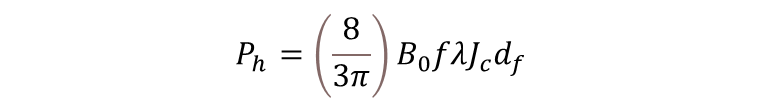 P_h = (8/3π) B_0 f λ J_c d_f